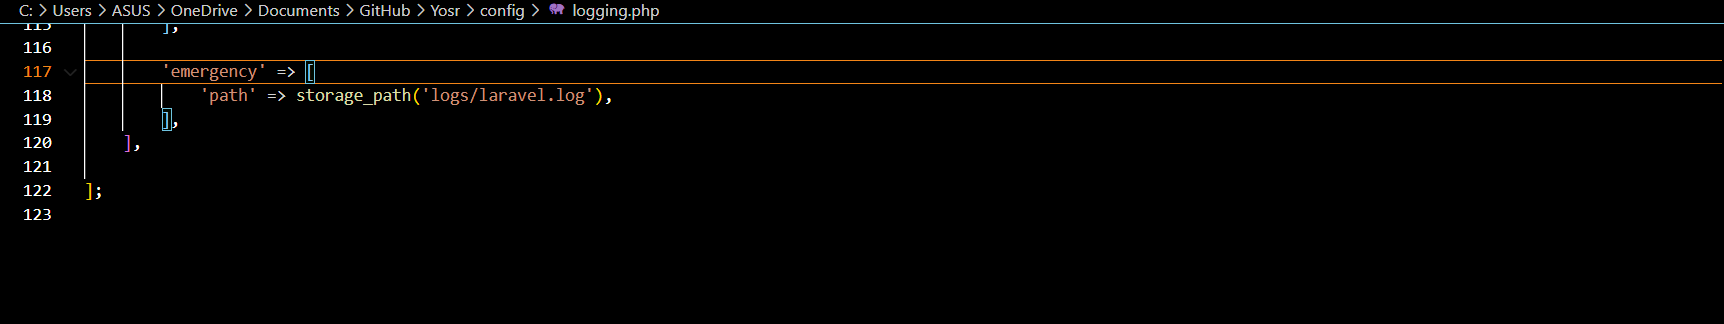 C: > Users > ASUS > OneDrive > Documents > GitHub > Yosr > config > logging.php
115 ],
116
117 'emergency' => [
118 'path' => storage_path('logs/laravel.log'),
119 ],
120 ],
121
122 ];
123